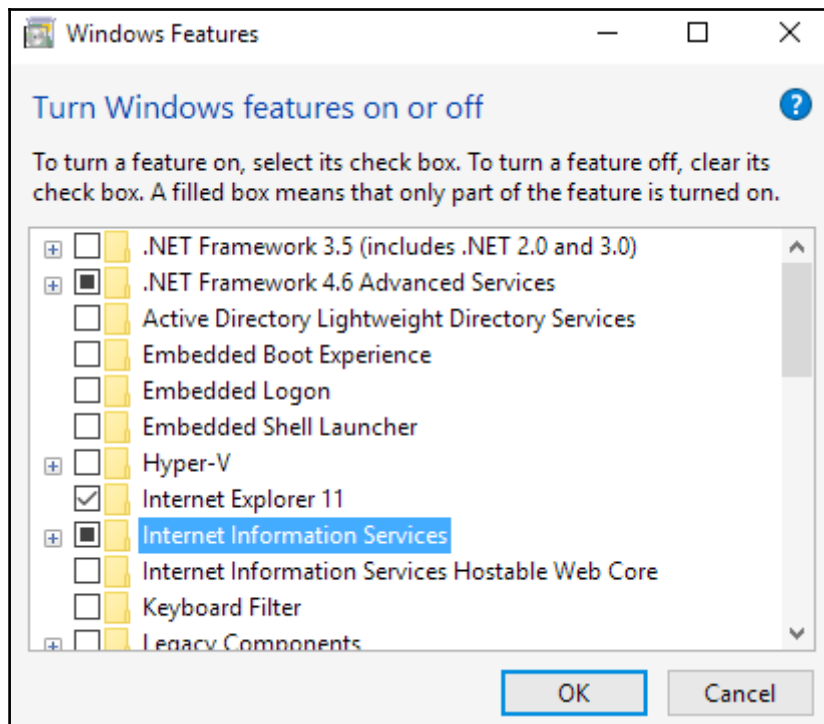 Windows Features
Turn Windows features on or off
?
To turn a feature on, select its check box. To turn a feature off, clear its
check box. A filled box means that only part of the feature is turned on.
.NET Framework 3.5 (includes .NET 2.0 and 3.0)
.NET Framework 4.6 Advanced Services
Active Directory Lightweight Directory Services
Embedded Boot Experience
Embedded Logon
Embedded Shell Launcher
Hyper-V
Internet Explorer 11
Internet Information Services
Internet Information Services Hostable Web Core
Keyboard Filter
Legacy Components
OK Cancel